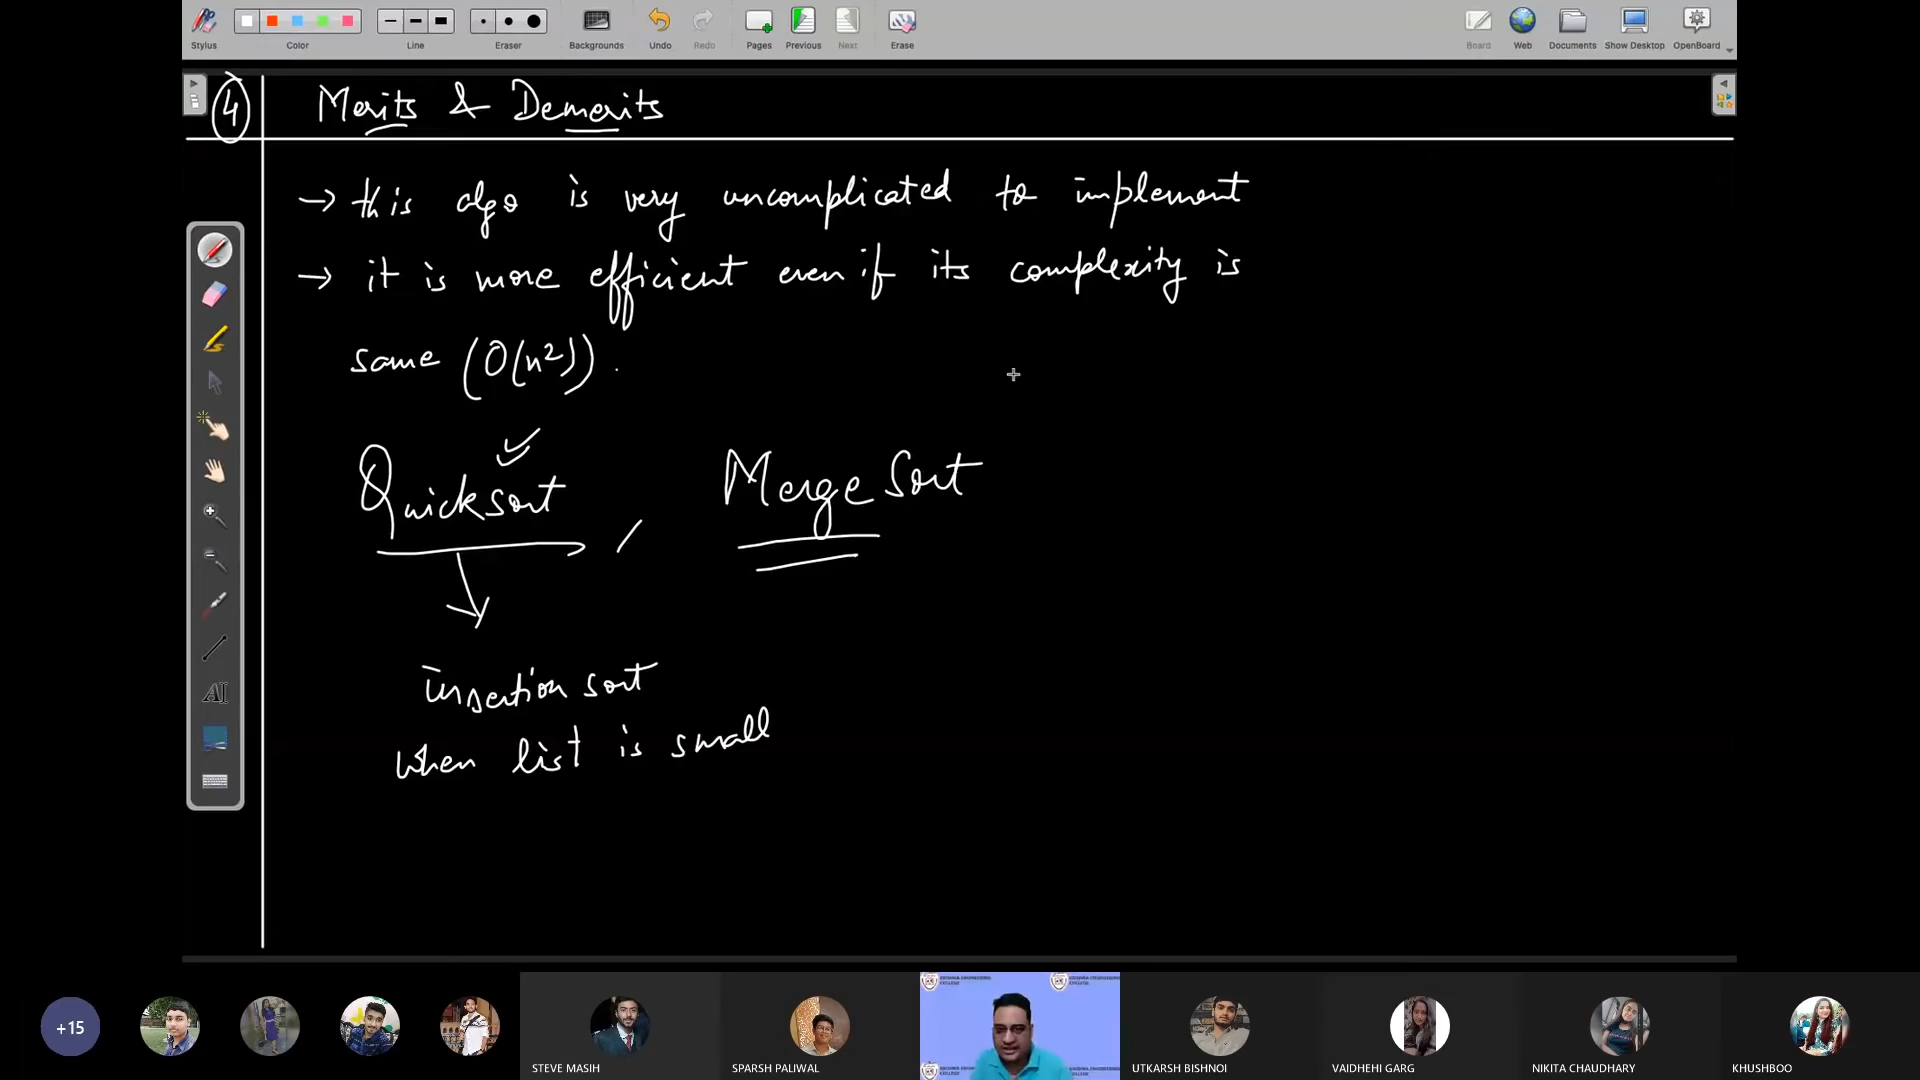 Stylus
Color
Line
Eraser
Backgrounds
Undo
Redo
Pages
Previous
Next
Erase
Board
Web
Documents
Show Desktop
OpenBoard
4 Merits & Demerits
→ this algo is very uncomplicated to implement
→ it is more efficient even if its complexity is
same (O(n²)).
Quicksort , MergeSort
insertion sort
when list is small
+15
STEVE MASIH
SPARSH PALIWAL
UTKARSH BISHNOI
VAIDHEHI GARG
NIKITA CHAUDHARY
KHUSHBOO